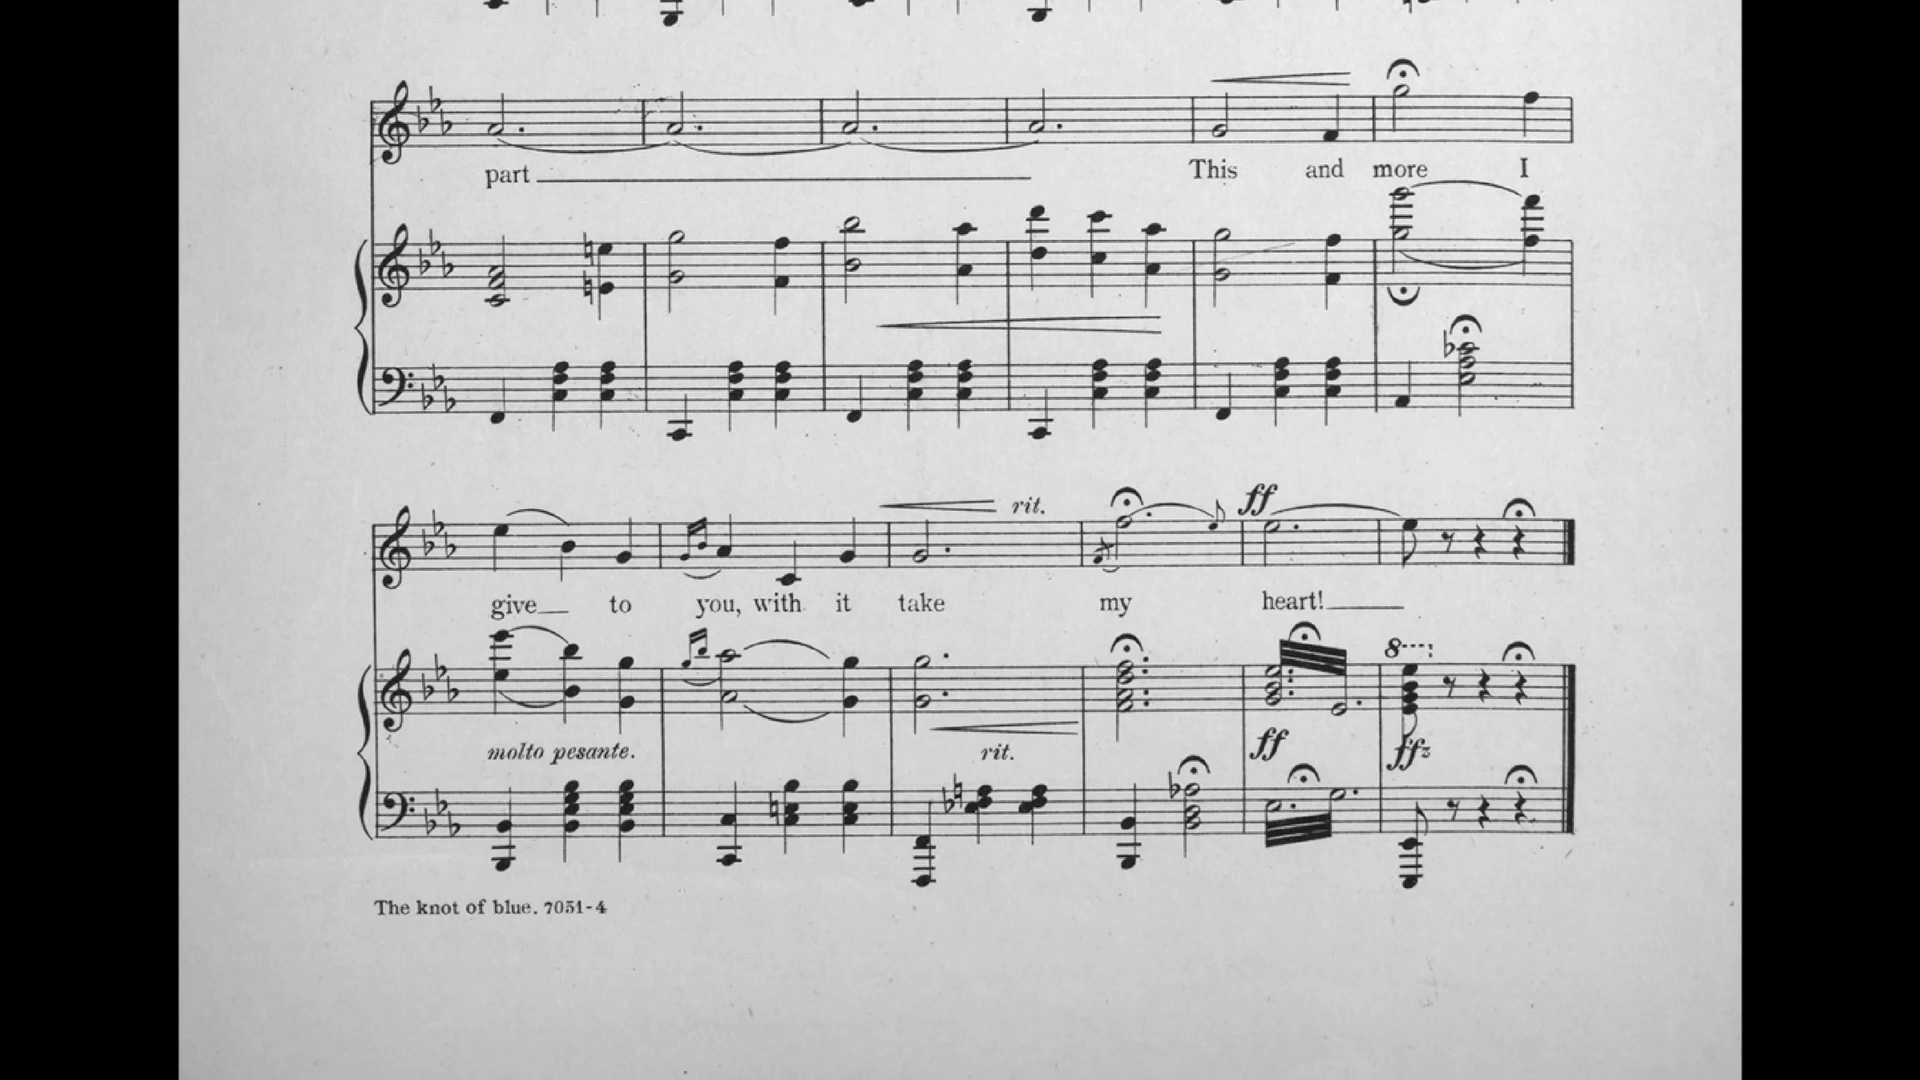 part This and more I
rit. ff
give to you, with it take my heart!
8
molto pesante. rit. ff ffz
The knot of blue. 7051-4